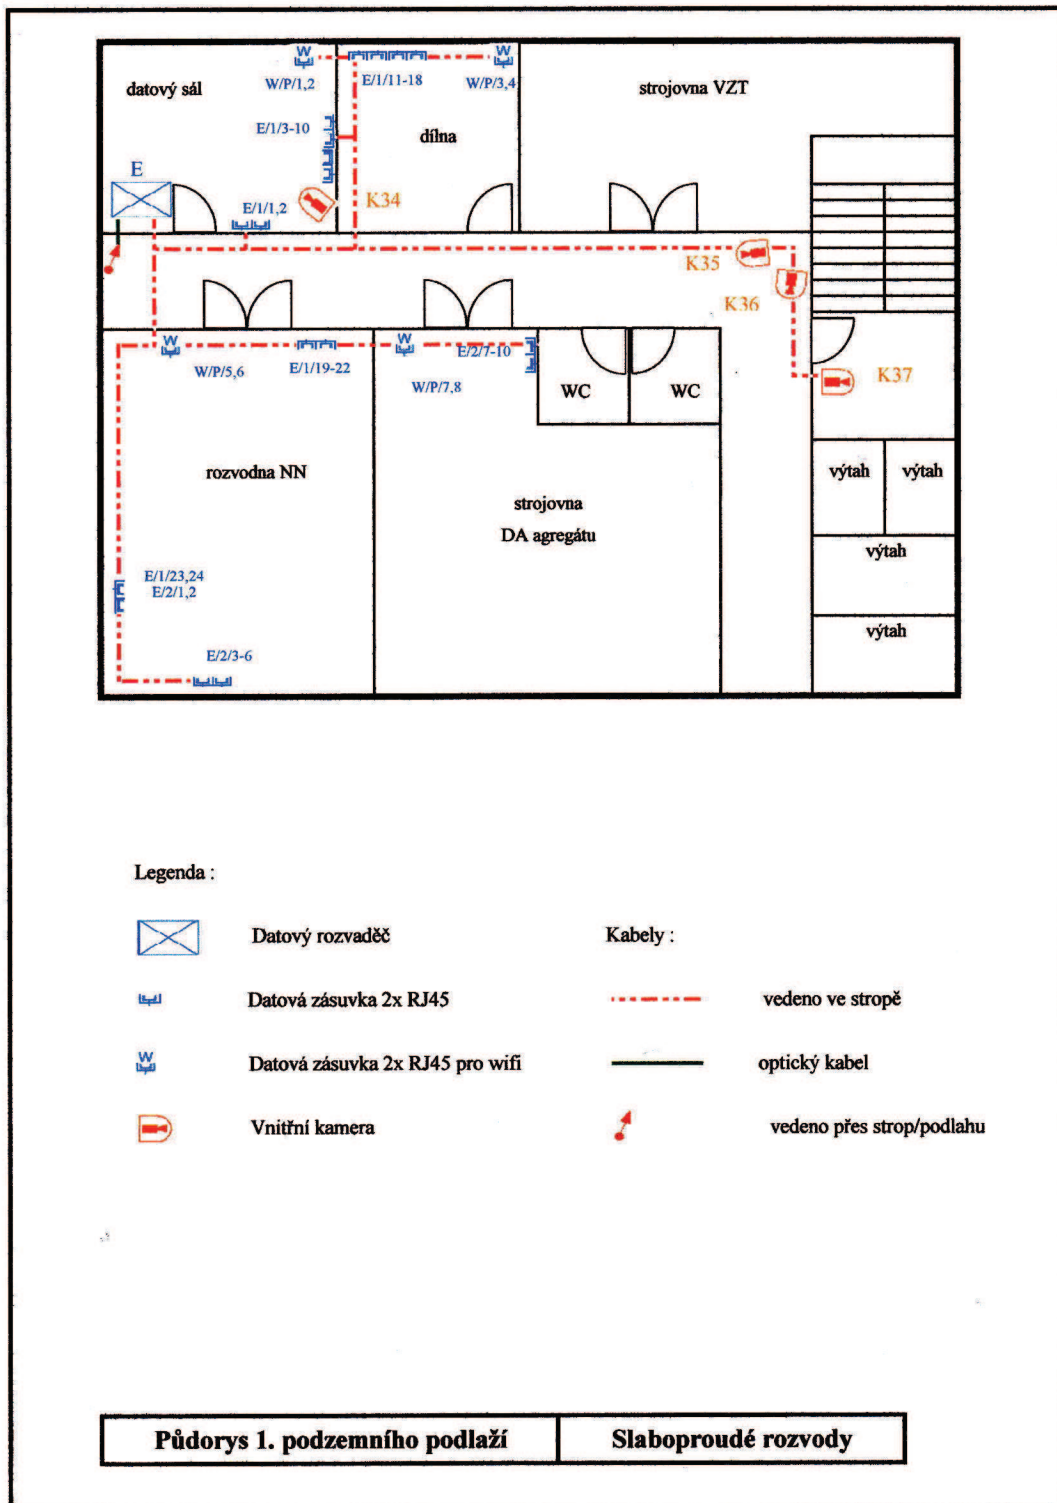 W
W
datový sál
W/P/1,2
E/1/11-18
W/P/3,4
strojovna VZT
E/1/3-10
dílna
E
E/1/1,2
K34
K35
K36
W
W
W/P/5,6
E/1/19-22
E/2/7-10
W/P/7,8
WC
WC
K37
rozvodna NN
strojovna
DA agregátu
výtah
výtah
výtah
výtah
E/1/23,24
E/2/1,2
E/2/3-6
Legenda :
Datový rozvaděč
Kabely :
Datová zásuvka 2x RJ45
vedeno ve stropě
W
Datová zásuvka 2x RJ45 pro wifi
optický kabel
Vnitřní kamera
vedeno přes strop/podlahu
Půdorys 1. podzemního podlaží
Slaboproudé rozvody